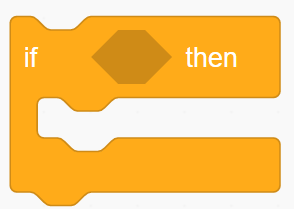 if then